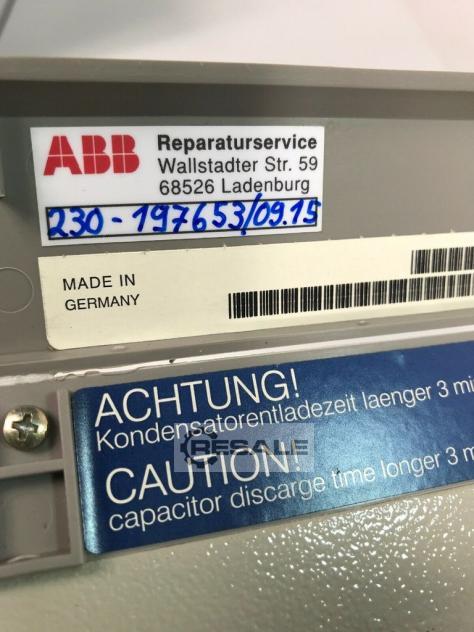 ABB Reparaturservice
Wallstadter Str. 59
68526 Ladenburg
230-197653/09.15
MADE IN
GERMANY
ACHTUNG!
Kondensatorentladezeit laenger 3
RESALE
CAUTION!
capacitor discarge time longer 3